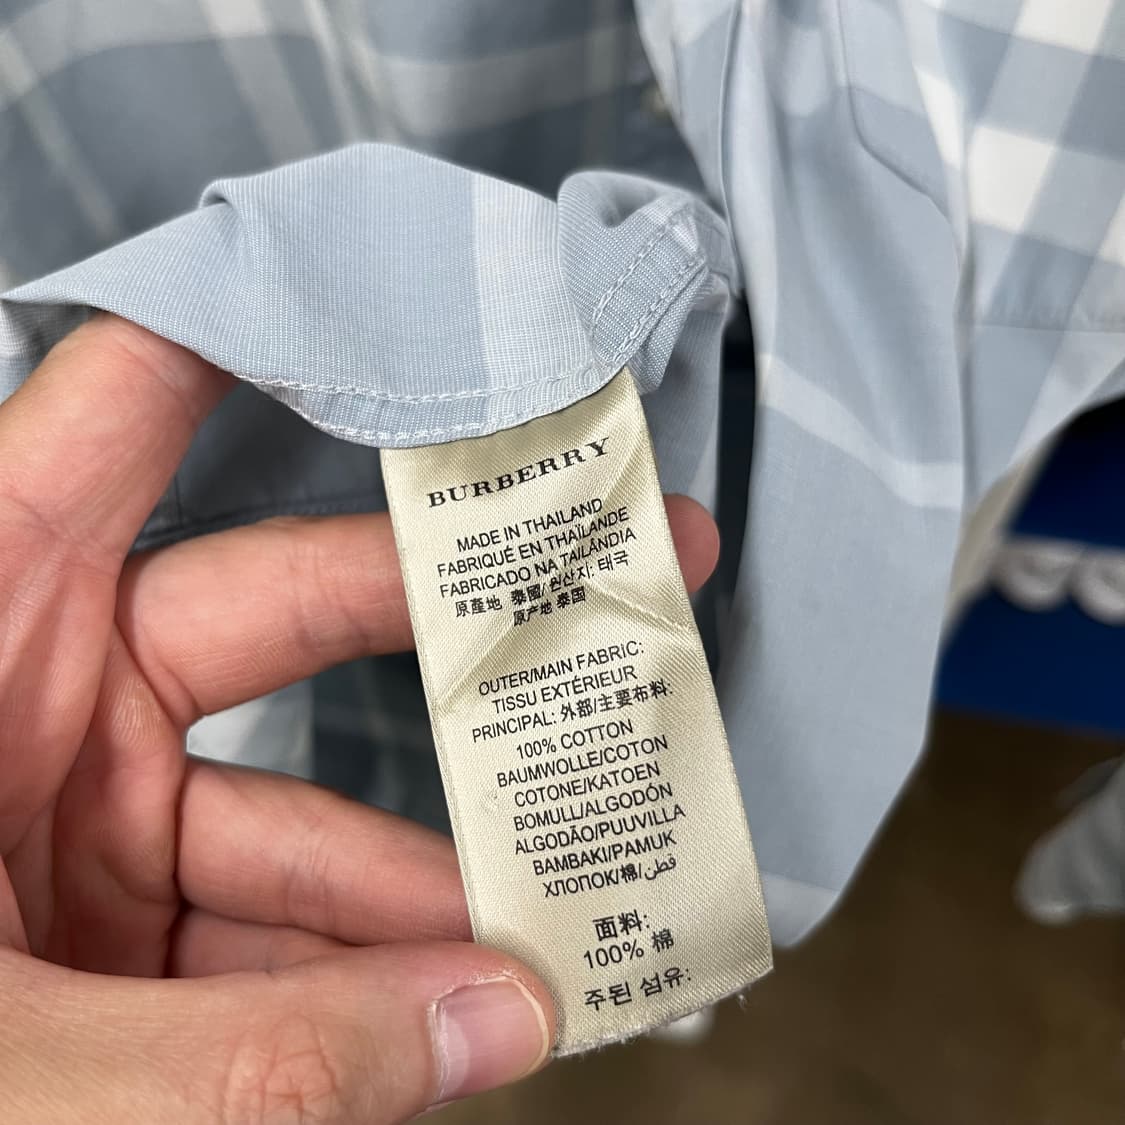 BURBERRY
MADE IN THAILAND
FABRIQUÉ EN THAÏLANDE
FABRICADO NA TAILÂNDIA
原產地 泰國/원산지: 태국
原产地 泰国
OUTER/MAIN FABRIC:
TISSU EXTÉRIEUR
PRINCIPAL: 外部/主要布料:
100% COTTON
BAUMWOLLE/COTON
COTONE/KATOEN
BOMULL/ALGODÓN
ALGODÃO/PUUVILLA
BAMBAKI/PAMUK
ХЛОПОК/棉/قطن
面料:
100% 棉
주된 섬유: